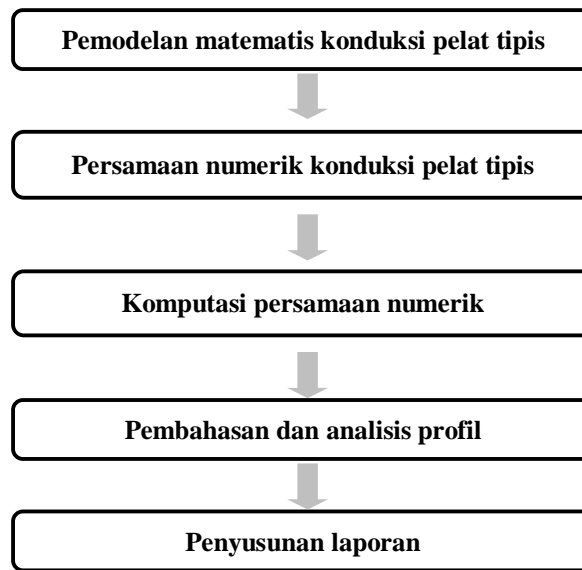 Pemodelan matematis konduksi pelat tipis
Persamaan numerik konduksi pelat tipis
Komputasi persamaan numerik
Pembahasan dan analisis profil
Penyusunan laporan